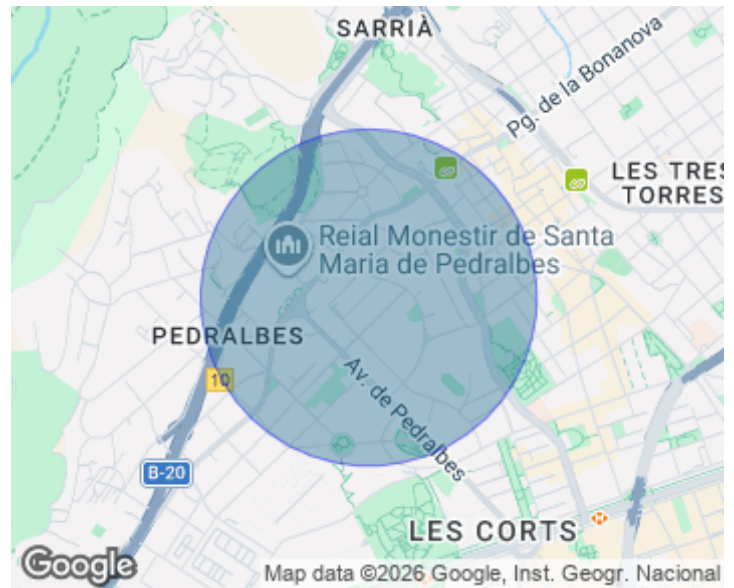 SARRIÀ
Pg. de la Bonanova
LES TRES
TORRES
Reial Monestir de Santa
Maria de Pedralbes
PEDRALBES
10
Av. de Pedralbes
B-20
LES CORTS
Google
Map data ©2026 Google, Inst. Geogr. Nacional